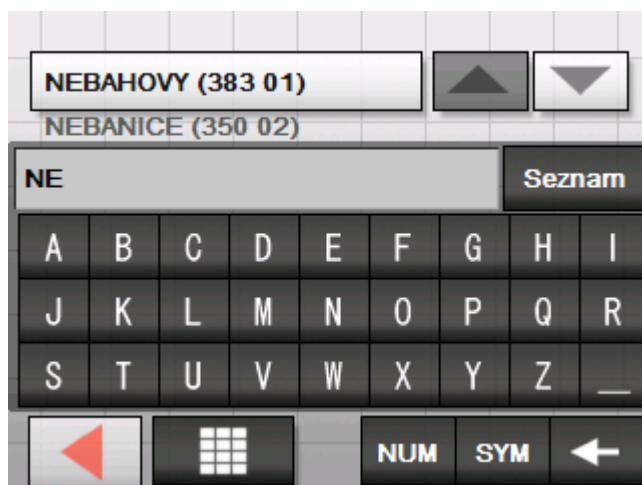 NEBAHOVY (383 01)
NEBANICE (350 02)
NE Seznam
A B C D E F G H I
J K L M N O P Q R
S T U V W X Y Z _
NUM SYM